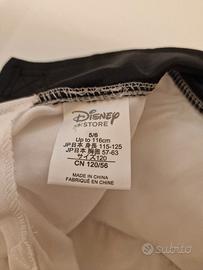 Disney
STORE
5/6
Up to 116cm
JP日本 身長 115-125
JP日本 胸囲 57-63
サイズ120
CN 120/56
MADE IN CHINA
FABRIQUÉ EN CHINE
subito